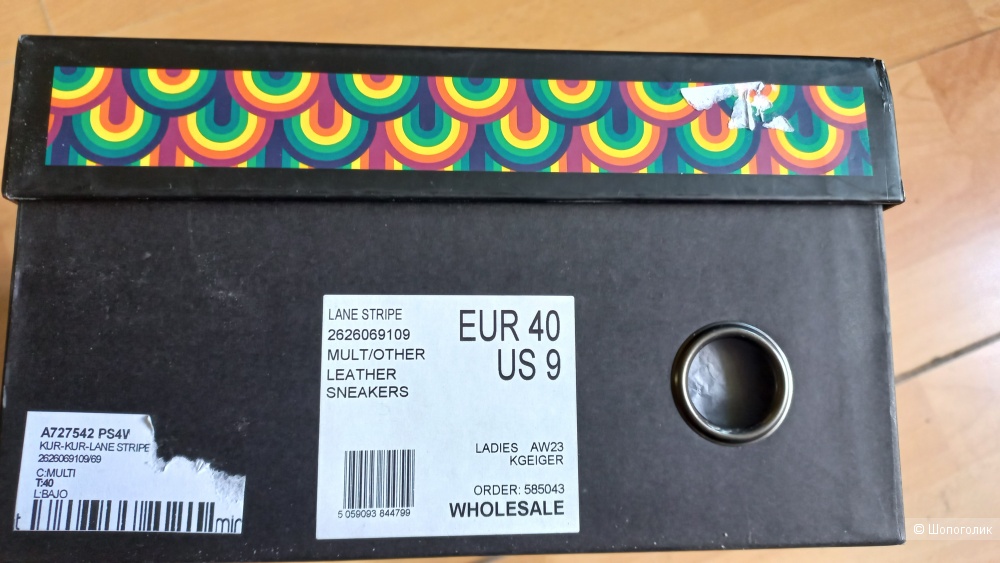 LANE STRIPE
2626069109
MULT/OTHER
LEATHER
SNEAKERS
EUR 40
US 9
LADIES AW23
KGEIGER
ORDER: 585043
WHOLESALE
5 059093 844799
A727542 PS4V
KUR-KUR-LANE STRIPE
2626069109/69
C:MULTI
T:40
L:BAJO
© Шопоголик